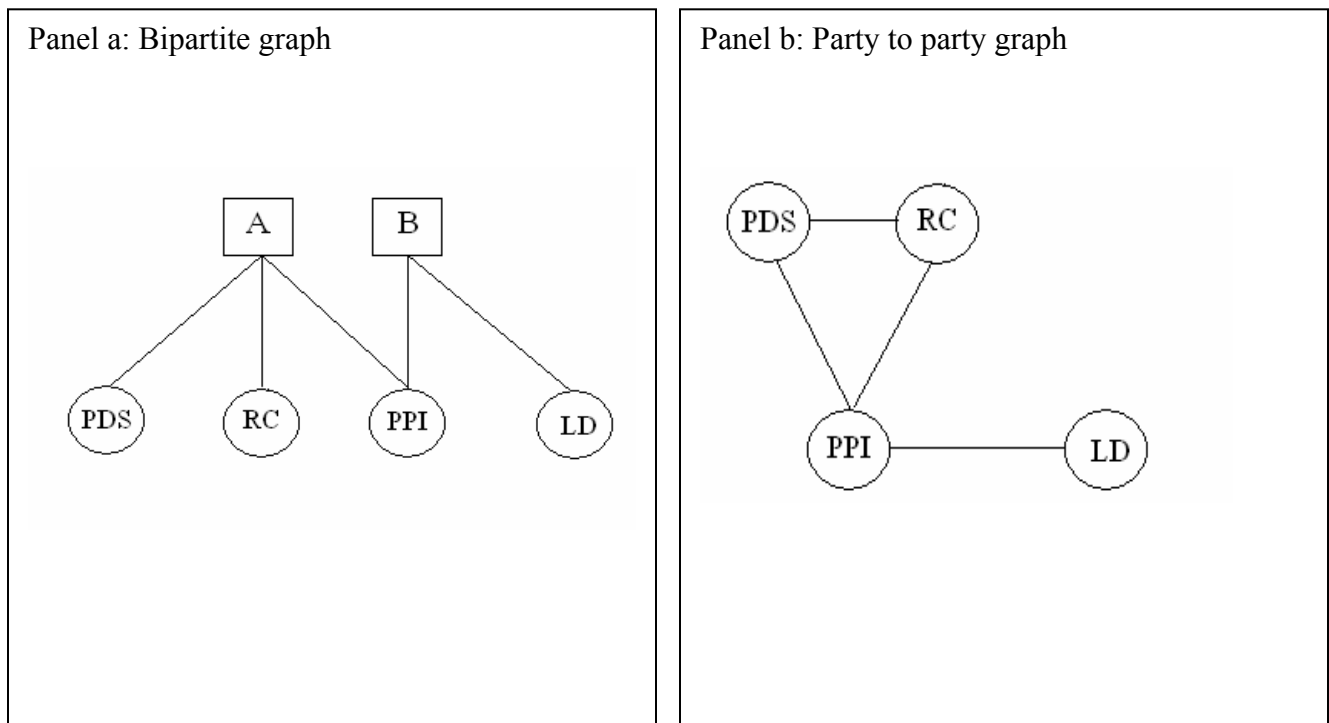 Panel a: Bipartite graph
A B
PDS RC PPI LD
Panel b: Party to party graph
PDS RC
PPI LD